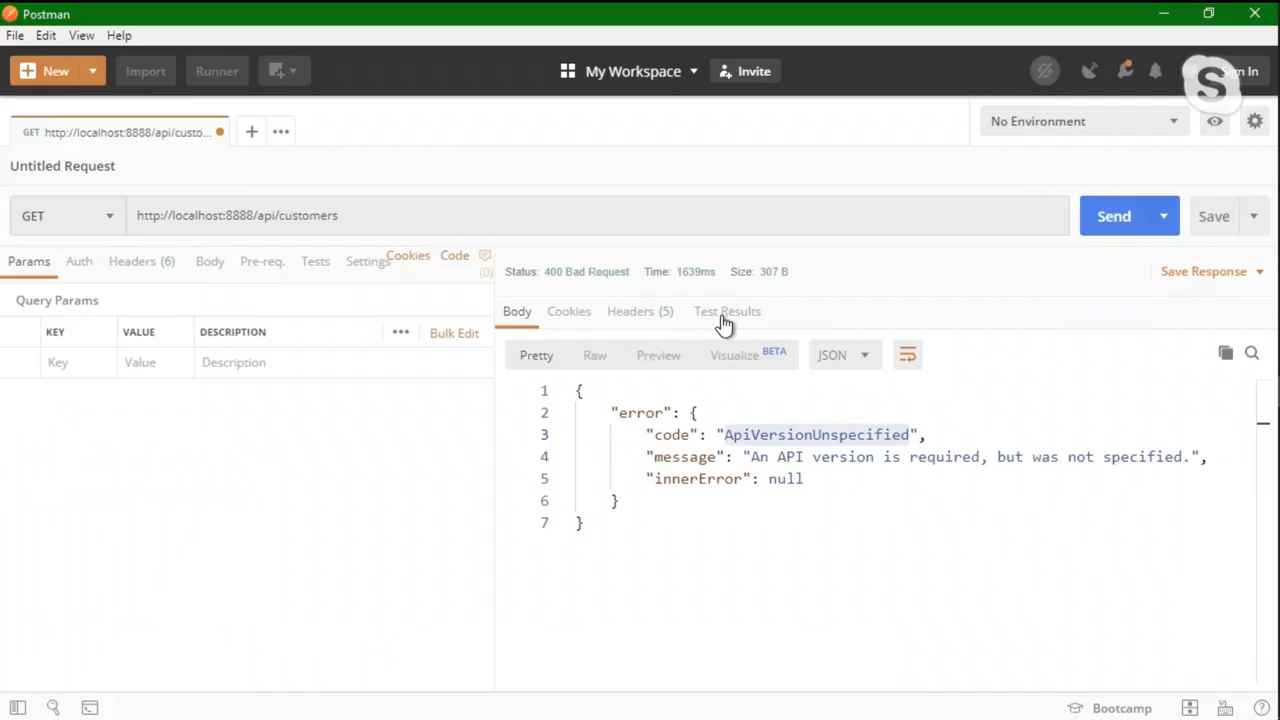 Postman
File Edit View Help
New Import Runner My Workspace Invite Sign In
S
GET http://localhost:8888/api/custo... + ••• No Environment
Untitled Request
GET http://localhost:8888/api/customers Send Save
Params Auth Headers (6) Body Pre-req. Tests Settings Cookies Code (0)
Status: 400 Bad Request Time: 1639ms Size: 307 B Save Response
Query Params
Body Cookies Headers (5) Test Results
KEY VALUE DESCRIPTION ••• Bulk Edit
Key Value Description
Pretty Raw Preview Visualize BETA JSON
1 {
2 "error": {
3 "code": "ApiVersionUnspecified",
4 "message": "An API version is required, but was not specified.",
5 "innerError": null
6 }
7 }
Bootcamp